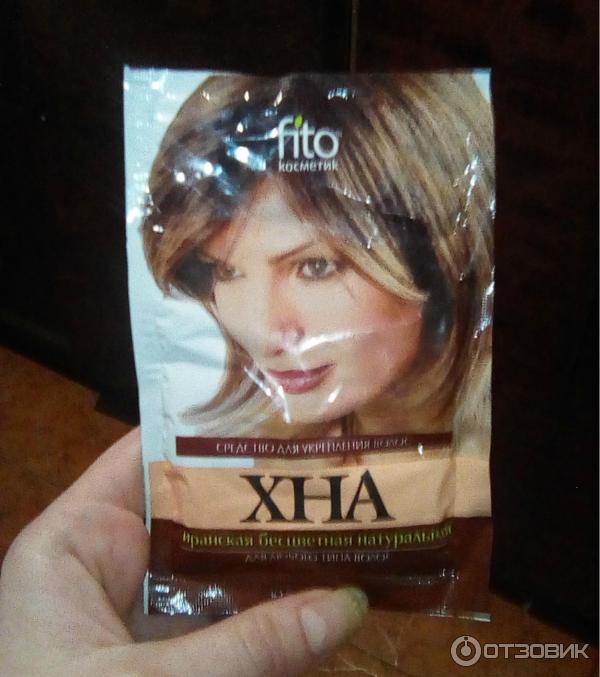 fito
косметик
СРЕДСТВО ДЛЯ УКРЕПЛЕНИЯ ВОЛОС
ХНА
Иранская бесцветная натуральная
ДЛЯ ЛЮБОГО ТИПА ВОЛОС
ОТЗОВИК